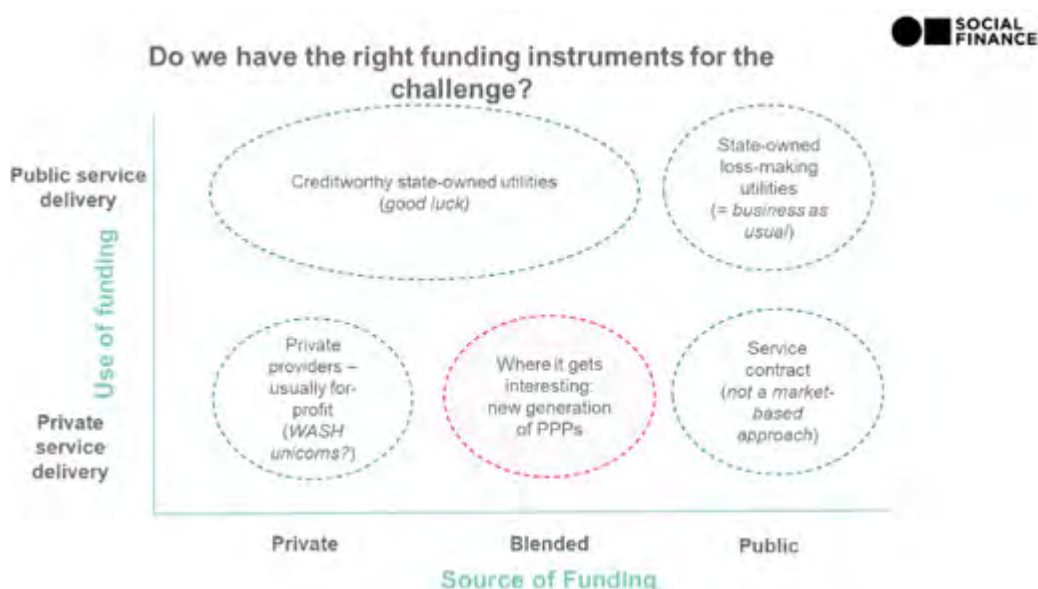 SOCIAL
FINANCE
Do we have the right funding instruments for the
challenge?
Public service
delivery
Use of funding
Private
service
delivery
Creditworthy state-owned utilities
(good luck)
State-owned
loss-making
utilities
(= business as
usual)
Private
providers –
usually for-
profit
(WASH
unicorns?)
Where it gets
interesting:
new generation
of PPPs
Service
contract
(not a market-
based
approach)
Private
Blended
Public
Source of Funding